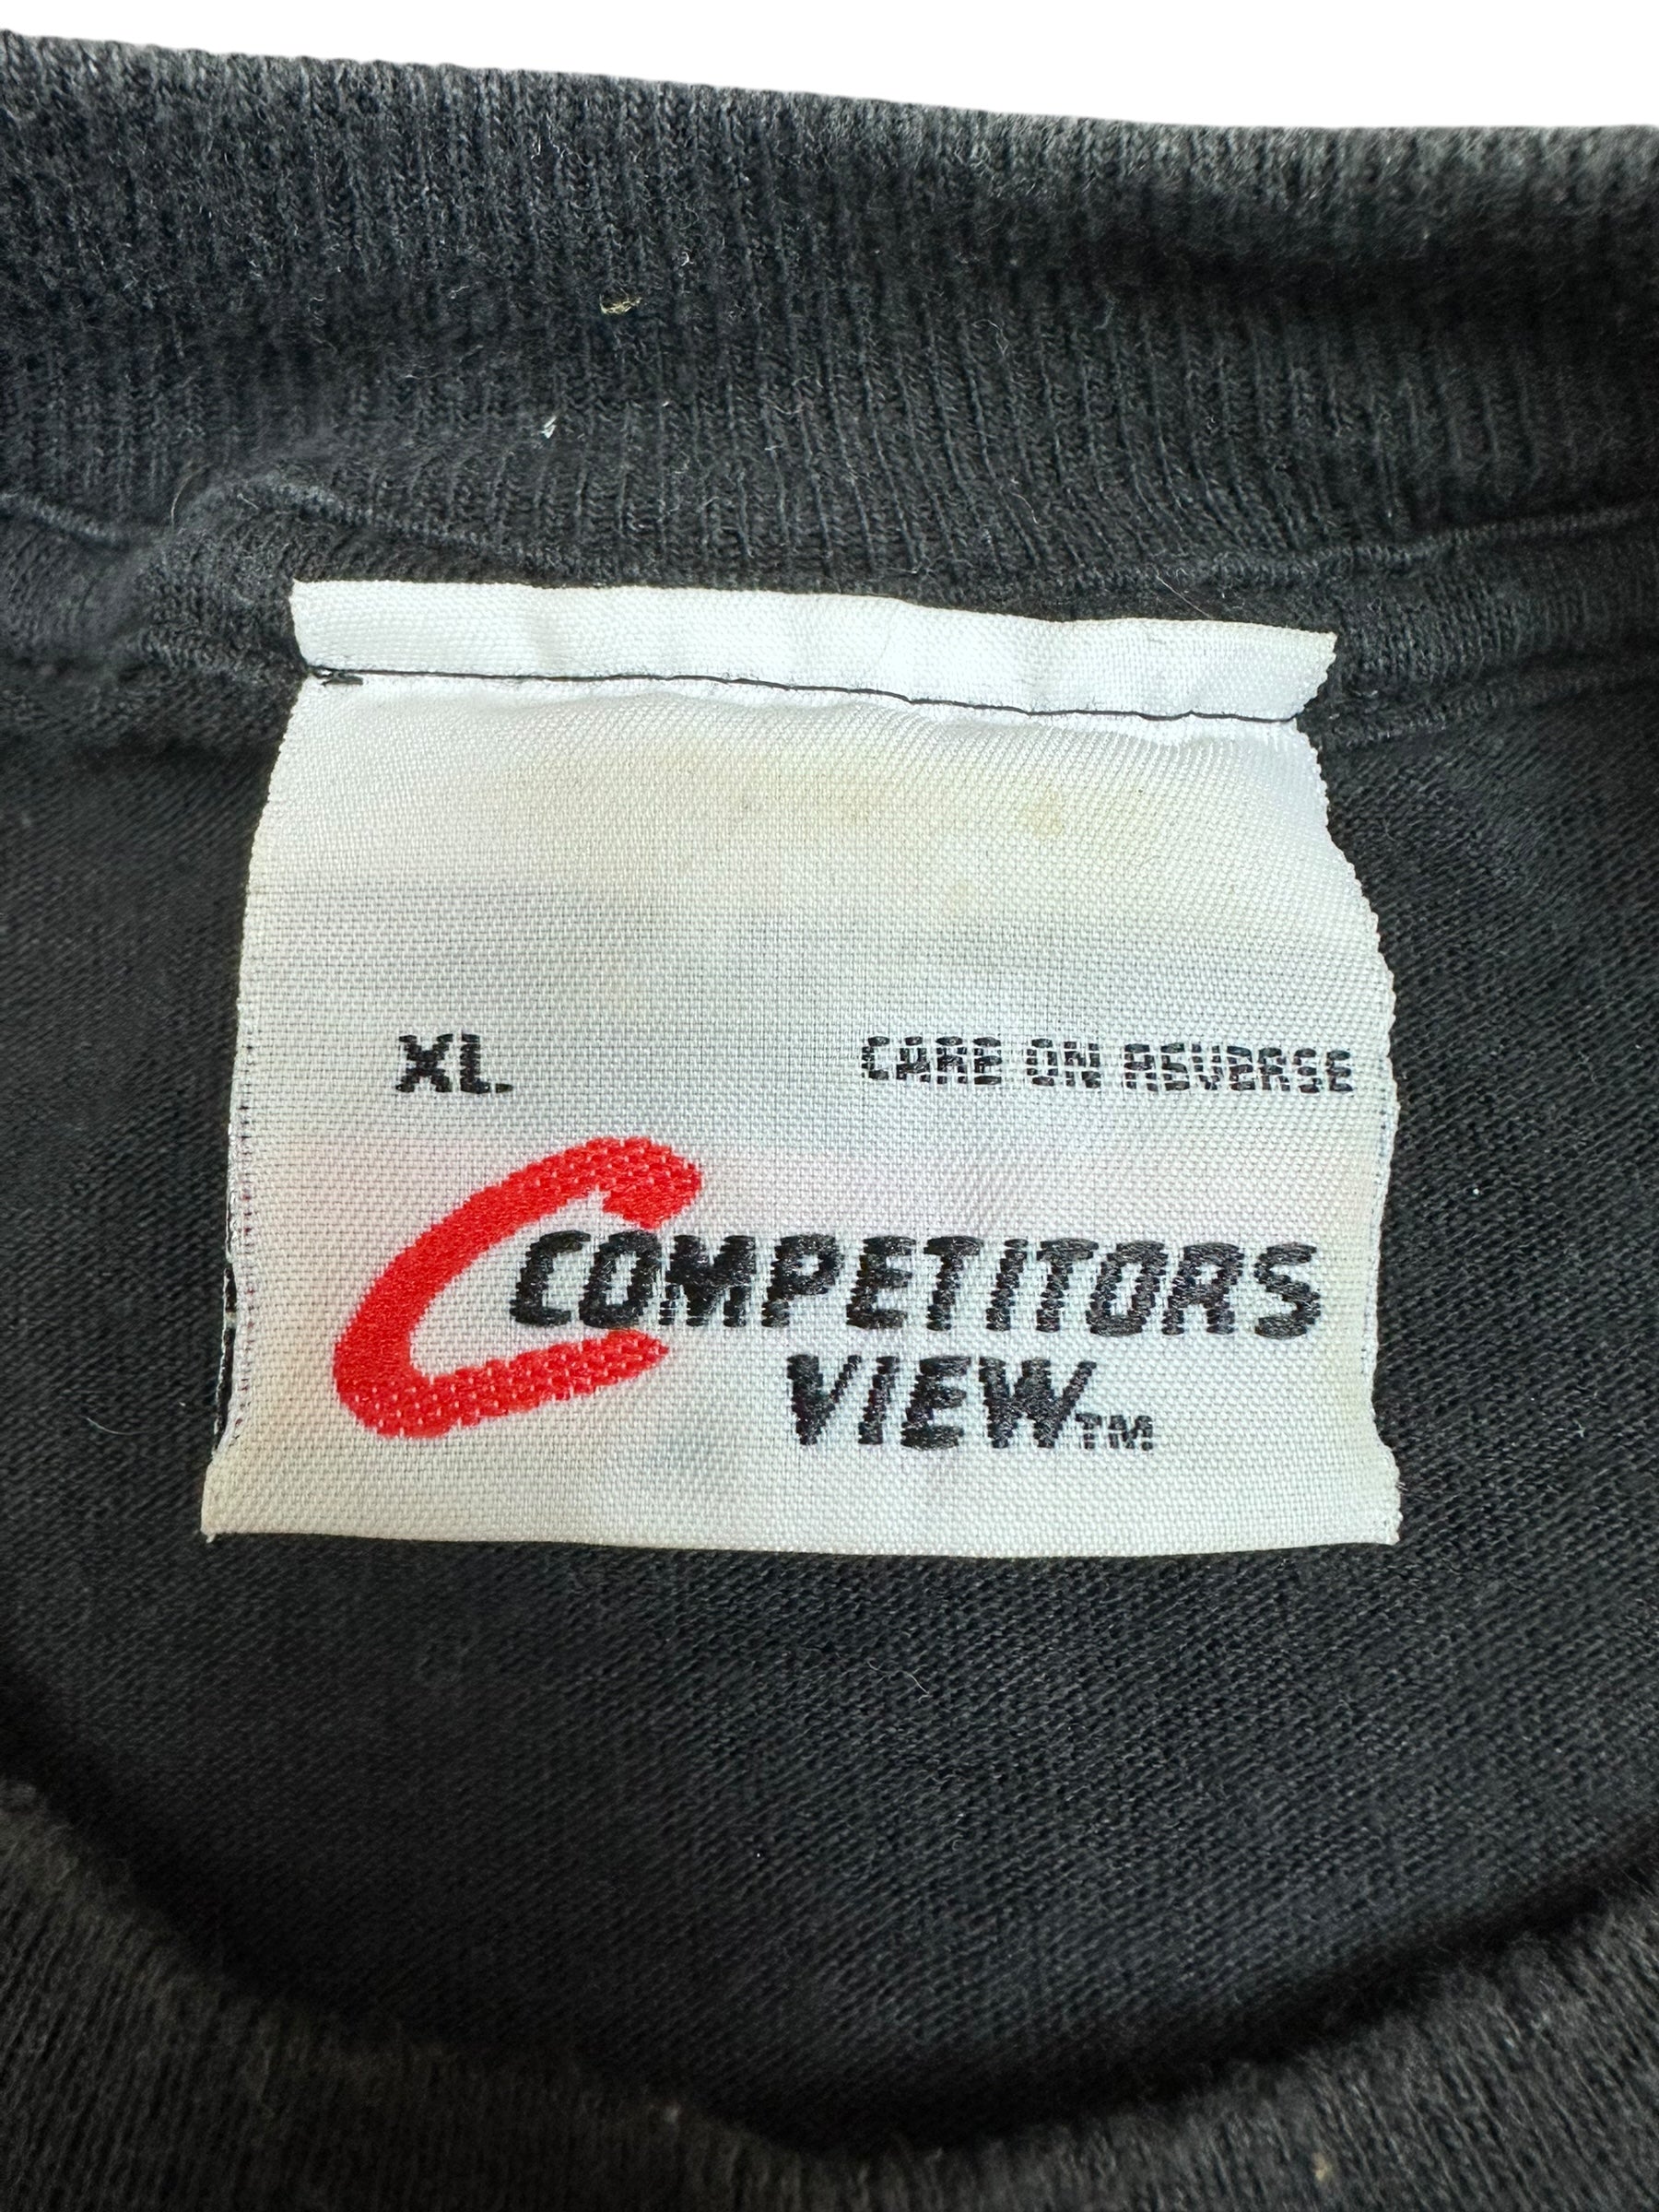 XL. CARE ON REVERSE
COMPETITORS
VIEW™